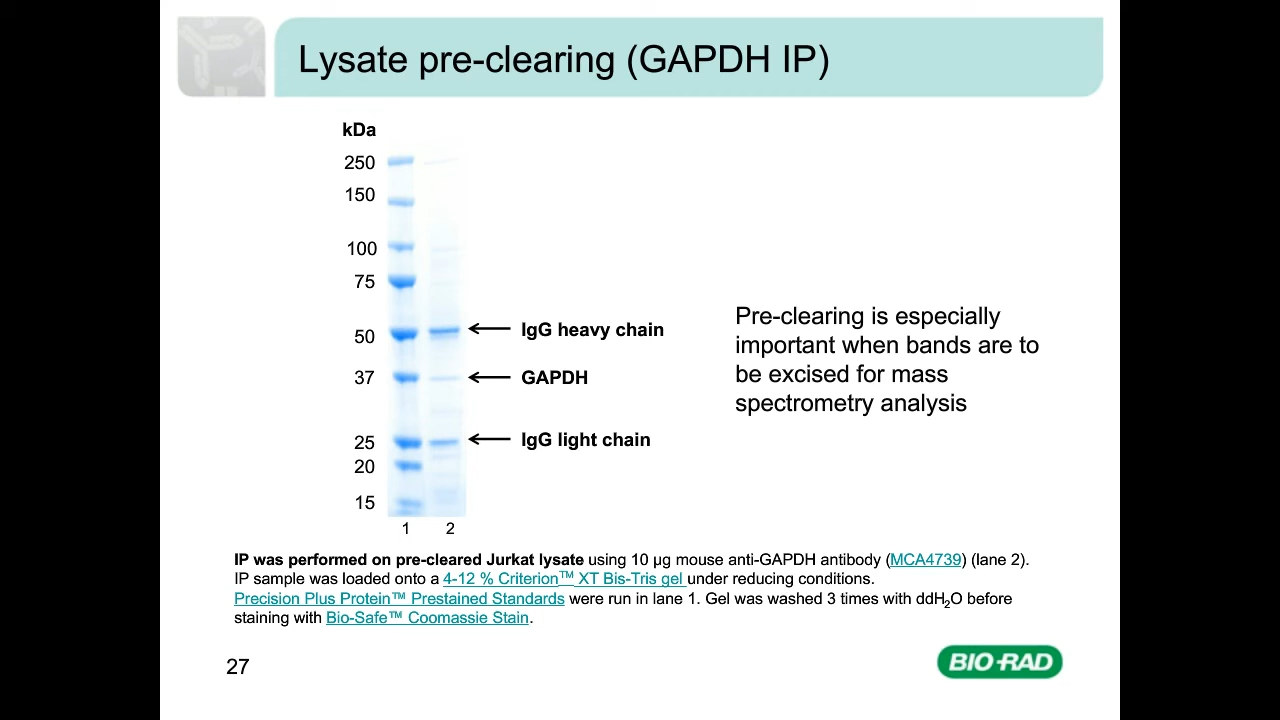 Lysate pre-clearing (GAPDH IP)
kDa
250
150
100
75
50
37
25
20
15
IgG heavy chain
GAPDH
IgG light chain
1 2
Pre-clearing is especially
important when bands are to
be excised for mass
spectrometry analysis
IP was performed on pre-cleared Jurkat lysate using 10 µg mouse anti-GAPDH antibody (MCA4739) (lane 2).
IP sample was loaded onto a 4-12 % Criterion™ XT Bis-Tris gel under reducing conditions.
Precision Plus Protein™ Prestained Standards were run in lane 1. Gel was washed 3 times with ddH₂O before
staining with Bio-Safe™ Coomassie Stain.
27
BIO-RAD